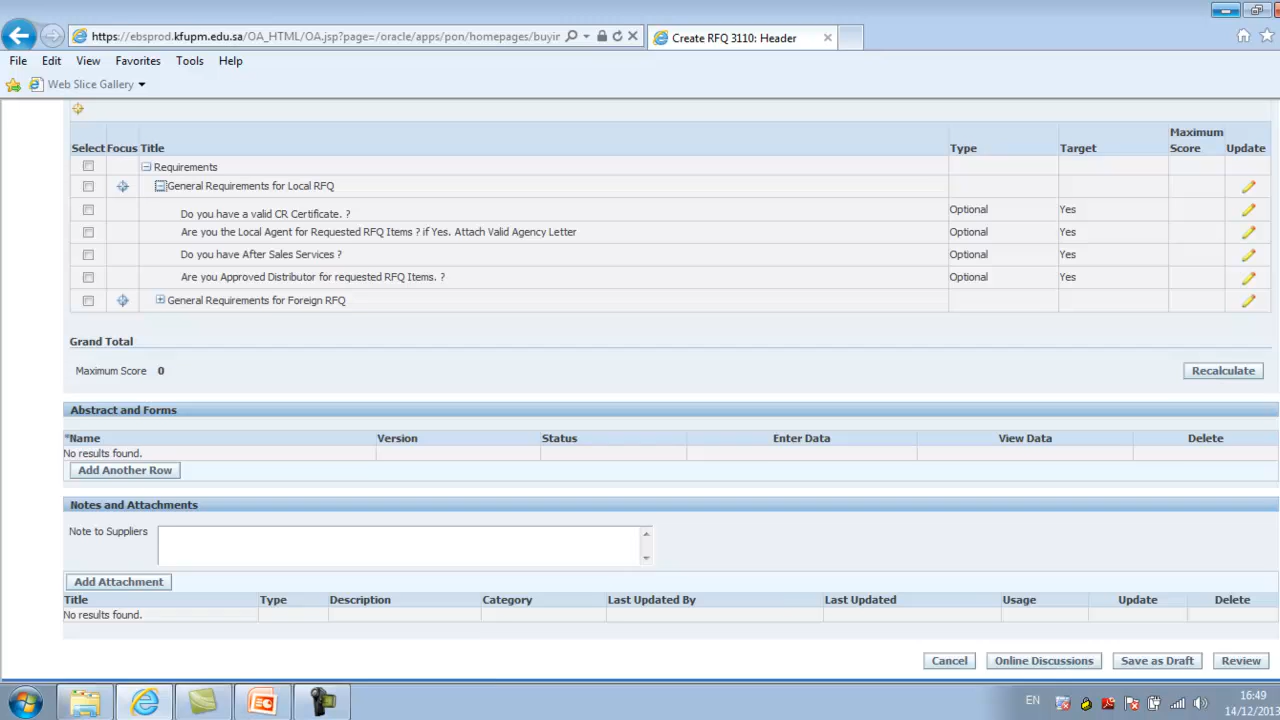 https://ebsprod.kfupm.edu.sa/OA_HTML/OA.jsp?page=/oracle/apps/pon/homepages/buyir
Create RFQ 3110: Header
File Edit View Favorites Tools Help
Web Slice Gallery
Maximum
Select Focus Title Type Target Score Update
Requirements
General Requirements for Local RFQ
Do you have a valid CR Certificate. ? Optional Yes
Are you the Local Agent for Requested RFQ Items ? if Yes. Attach Valid Agency Letter Optional Yes
Do you have After Sales Services ? Optional Yes
Are you Approved Distributor for requested RFQ Items. ? Optional Yes
General Requirements for Foreign RFQ
Grand Total
Maximum Score 0 Recalculate
Abstract and Forms
*Name Version Status Enter Data View Data Delete
No results found.
Add Another Row
Notes and Attachments
Note to Suppliers
Add Attachment
Title Type Description Category Last Updated By Last Updated Usage Update Delete
No results found.
Cancel Online Discussions Save as Draft Review
EN 16:49
14/12/2013